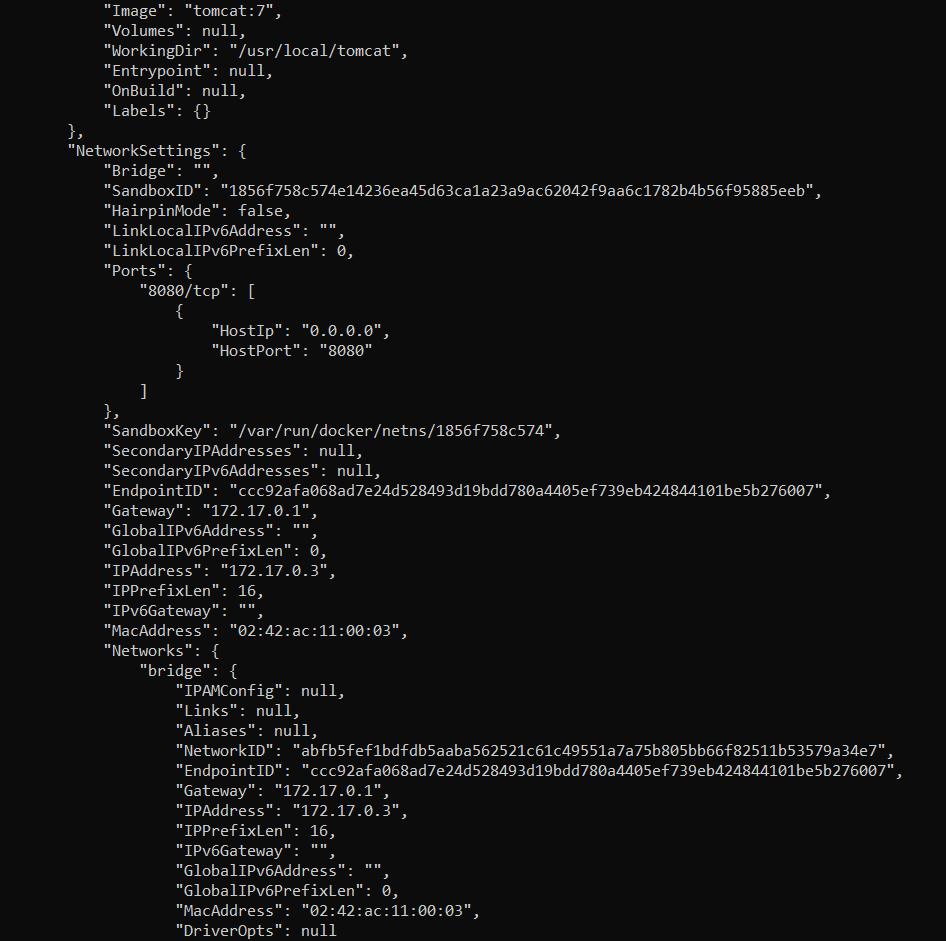 "Image": "tomcat:7",
"Volumes": null,
"WorkingDir": "/usr/local/tomcat",
"Entrypoint": null,
"OnBuild": null,
"Labels": {}
},
"NetworkSettings": {
"Bridge": "",
"SandboxID": "1856f758c574e14236ea45d63ca1a23a9ac62042f9aa6c1782b4b56f95885eeb",
"HairpinMode": false,
"LinkLocalIPv6Address": "",
"LinkLocalIPv6PrefixLen": 0,
"Ports": {
"8080/tcp": [
{
"HostIp": "0.0.0.0",
"HostPort": "8080"
}
]
},
"SandboxKey": "/var/run/docker/netns/1856f758c574",
"SecondaryIPAddresses": null,
"SecondaryIPv6Addresses": null,
"EndpointID": "ccc92afa068ad7e24d528493d19bdd780a4405ef739eb424844101be5b276007",
"Gateway": "172.17.0.1",
"GlobalIPv6Address": "",
"GlobalIPv6PrefixLen": 0,
"IPAddress": "172.17.0.3",
"IPPrefixLen": 16,
"IPv6Gateway": "",
"MacAddress": "02:42:ac:11:00:03",
"Networks": {
"bridge": {
"IPAMConfig": null,
"Links": null,
"Aliases": null,
"NetworkID": "abfb5fef1bdfdb5aaba562521c61c49551a7a75b805bb66f82511b53579a34e7",
"EndpointID": "ccc92afa068ad7e24d528493d19bdd780a4405ef739eb424844101be5b276007",
"Gateway": "172.17.0.1",
"IPAddress": "172.17.0.3",
"IPPrefixLen": 16,
"IPv6Gateway": "",
"GlobalIPv6Address": "",
"GlobalIPv6PrefixLen": 0,
"MacAddress": "02:42:ac:11:00:03",
"DriverOpts": null